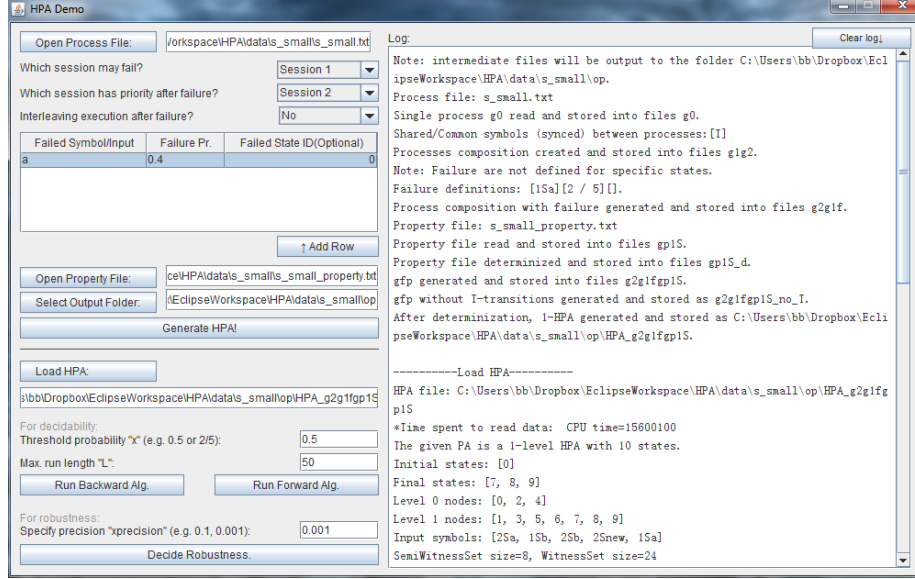 HPA Demo
Open Process File:
/orkspace\HPA\data\s_small\s_small.txt
Which session may fail?
Session 1
Which session has priority after failure?
Session 2
Interleaving execution after failure?
No
Failed Symbol/Input Failure Pr. Failed State ID(Optional)
a 0.4 0
↑ Add Row
Open Property File:
ce\HPA\data\s_small\s_small_property.txt
Select Output Folder:
\EclipseWorkspace\HPA\data\s_small\op
Generate HPA!
Load HPA:
s\bb\Dropbox\EclipseWorkspace\HPA\data\s_small\op\HPA_g2g1fgp1S
For decidability:
Threshold probability "x" (e.g. 0.5 or 2/5):
0.5
Max. run length "L":
50
Run Backward Alg.
Run Forward Alg.
For robustness:
Specify precision "xprecision" (e.g. 0.1, 0.001):
0.001
Decide Robustness.
Log:
Clear log↓
Note: intermediate files will be output to the folder C:\Users\bb\Dropbox\Ecl
ipseWorkspace\HPA\data\s_small\op.
Process file: s_small.txt
Single process g0 read and stored into files g0.
Shared/Common symbols (synced) between processes:[T]
Processes composition created and stored into files g1g2.
Note: Failure are not defined for specific states.
Failure definitions: [1Sa][2 / 5][].
Process composition with failure generated and stored into files g2g1f.
Property file: s_small_property.txt
Property file read and stored into files gp1S.
Property file determinized and stored into files gp1S_d.
gfp generated and stored into files g2g1fgp1S.
gfp without T-transitions generated and stored as g2g1fgp1S_no_T.
After determinization, 1-HPA generated and stored as C:\Users\bb\Dropbox\Ecli
pseWorkspace\HPA\data\s_small\op\HPA_g2g1fgp1S.
----------Load HPA----------
HPA file: C:\Users\bb\Dropbox\EclipseWorkspace\HPA\data\s_small\op\HPA_g2g1fg
p1S
*Time spent to read data: CPU time=15600100
The given PA is a 1-level HPA with 10 states.
Initial states: [0]
Final states: [7, 8, 9]
Level 0 nodes: [0, 2, 4]
Level 1 nodes: [1, 3, 5, 6, 7, 8, 9]
Input symbols: [2Sa, 1Sb, 2Sb, 2Snew, 1Sa]
SemiWitnessSet size=8, WitnessSet size=24